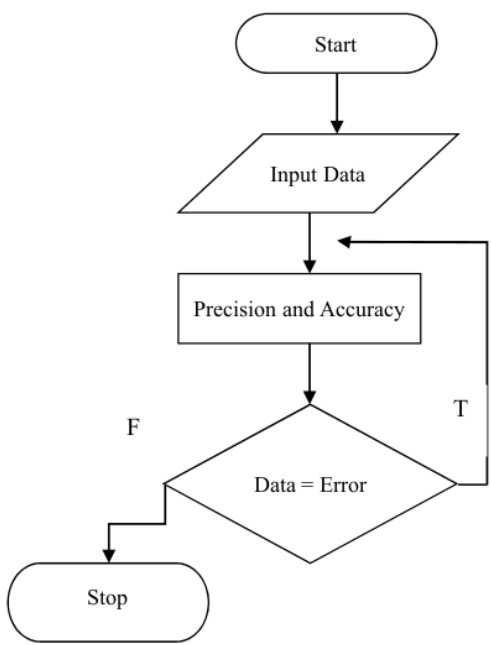 Start
Input Data
Precision and Accuracy
T
F
Data = Error
Stop